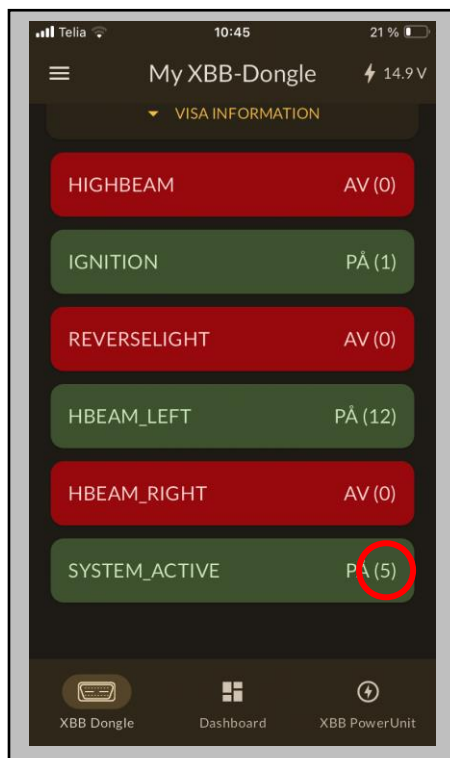 Telia 10:45 21 %
My XBB-Dongle 14.9 V
VISA INFORMATION
HIGHBEAM AV (0)
IGNITION PÅ (1)
REVERSELIGHT AV (0)
HBEAM_LEFT PÅ (12)
HBEAM_RIGHT AV (0)
SYSTEM_ACTIVE PÅ (5)
XBB Dongle Dashboard XBB PowerUnit